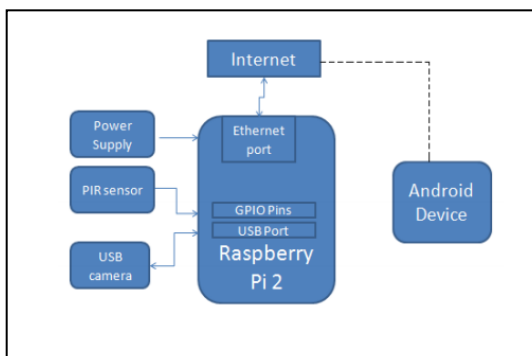 Internet
Power
Supply
Ethernet
port
PIR sensor
Android
Device
GPIO Pins
USB Port
Raspberry
Pi 2
USB
camera